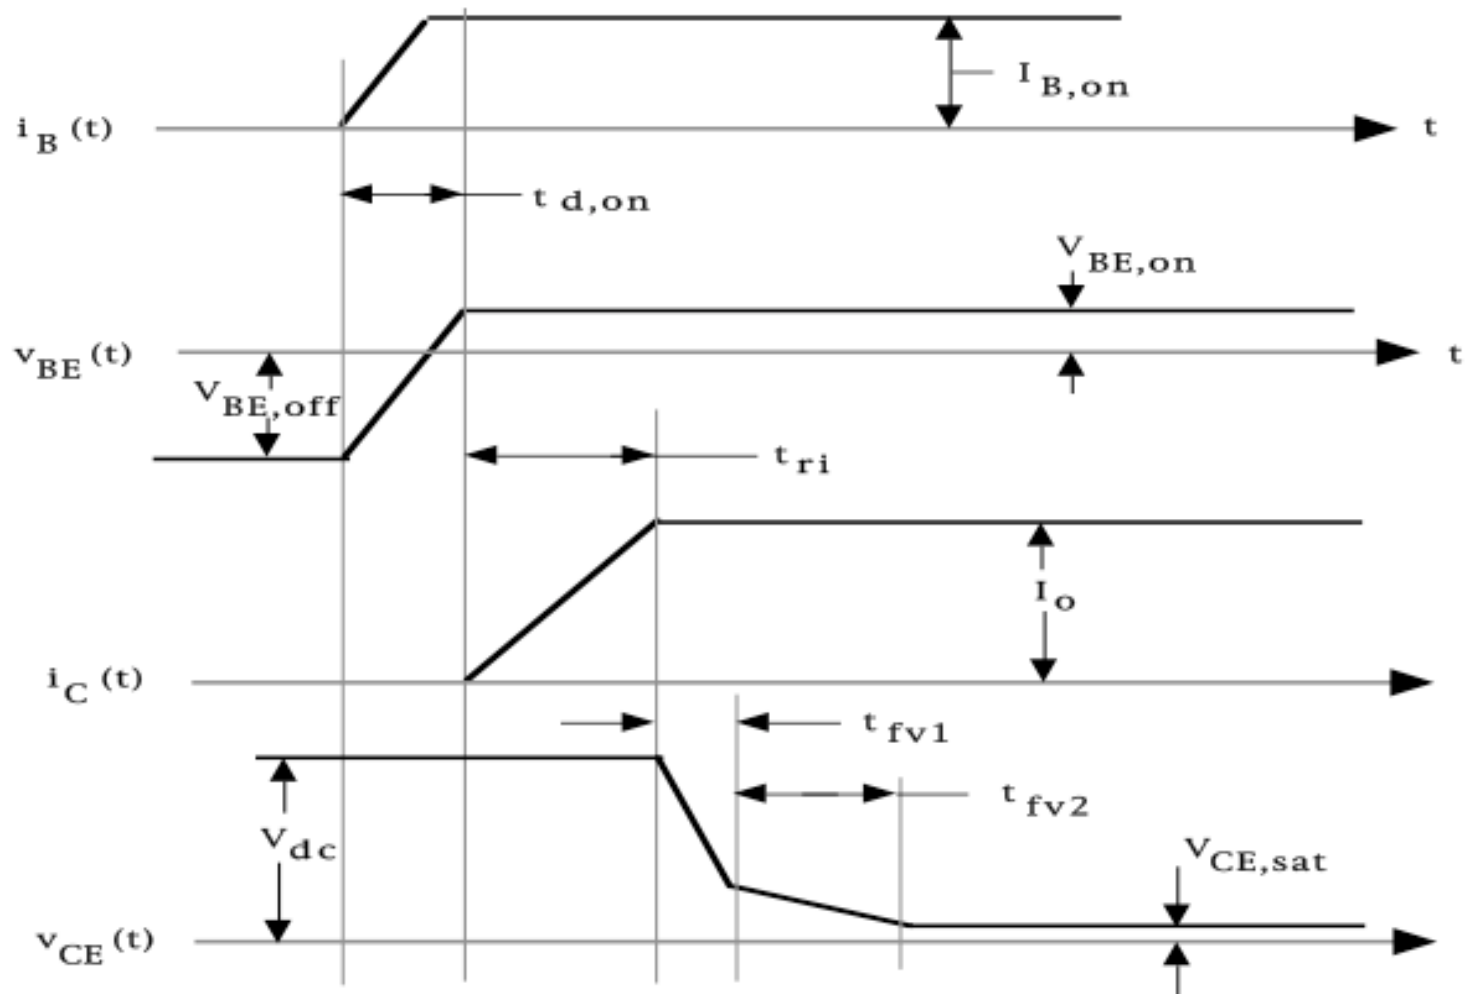 I B,on
i B (t)
t
t d,on
V BE,on
v BE (t)
t
V BE,off
t ri
I o
i C (t)
t fv1
t fv2
V dc
V CE,sat
v CE (t)